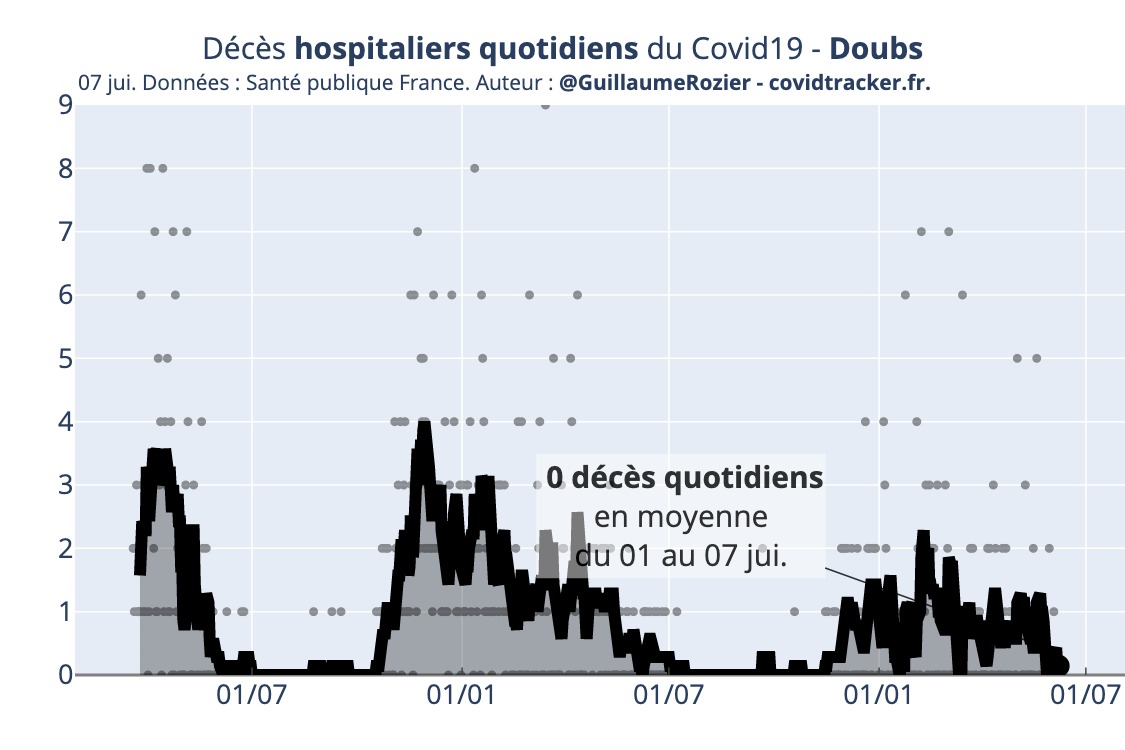 Décès hospitaliers quotidiens du Covid19 - Doubs
07 jui. Données : Santé publique France. Auteur : @GuillaumeRozier - covidtracker.fr.
9
8
7
6
5
4
3
0 décès quotidiens
en moyenne
2
du 01 au 07 jui.
1
0
01/07 01/01 01/07 01/01 01/07